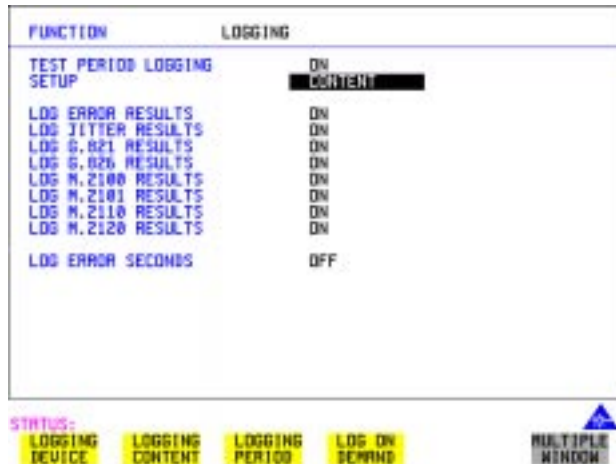 FUNCTION LOGGING
TEST PERIOD LOGGING ON
SETUP CONTENT
LOG ERROR RESULTS ON
LOG JITTER RESULTS ON
LOG G.821 RESULTS ON
LOG G.826 RESULTS ON
LOG M.2100 RESULTS ON
LOG M.2101 RESULTS ON
LOG M.2110 RESULTS ON
LOG M.2120 RESULTS ON
LOG ERROR SECONDS OFF
STATUS:
LOGGING DEVICE
LOGGING CONTENT
LOGGING PERIOD
LOG ON DEMAND
MULTIPLE WINDOW